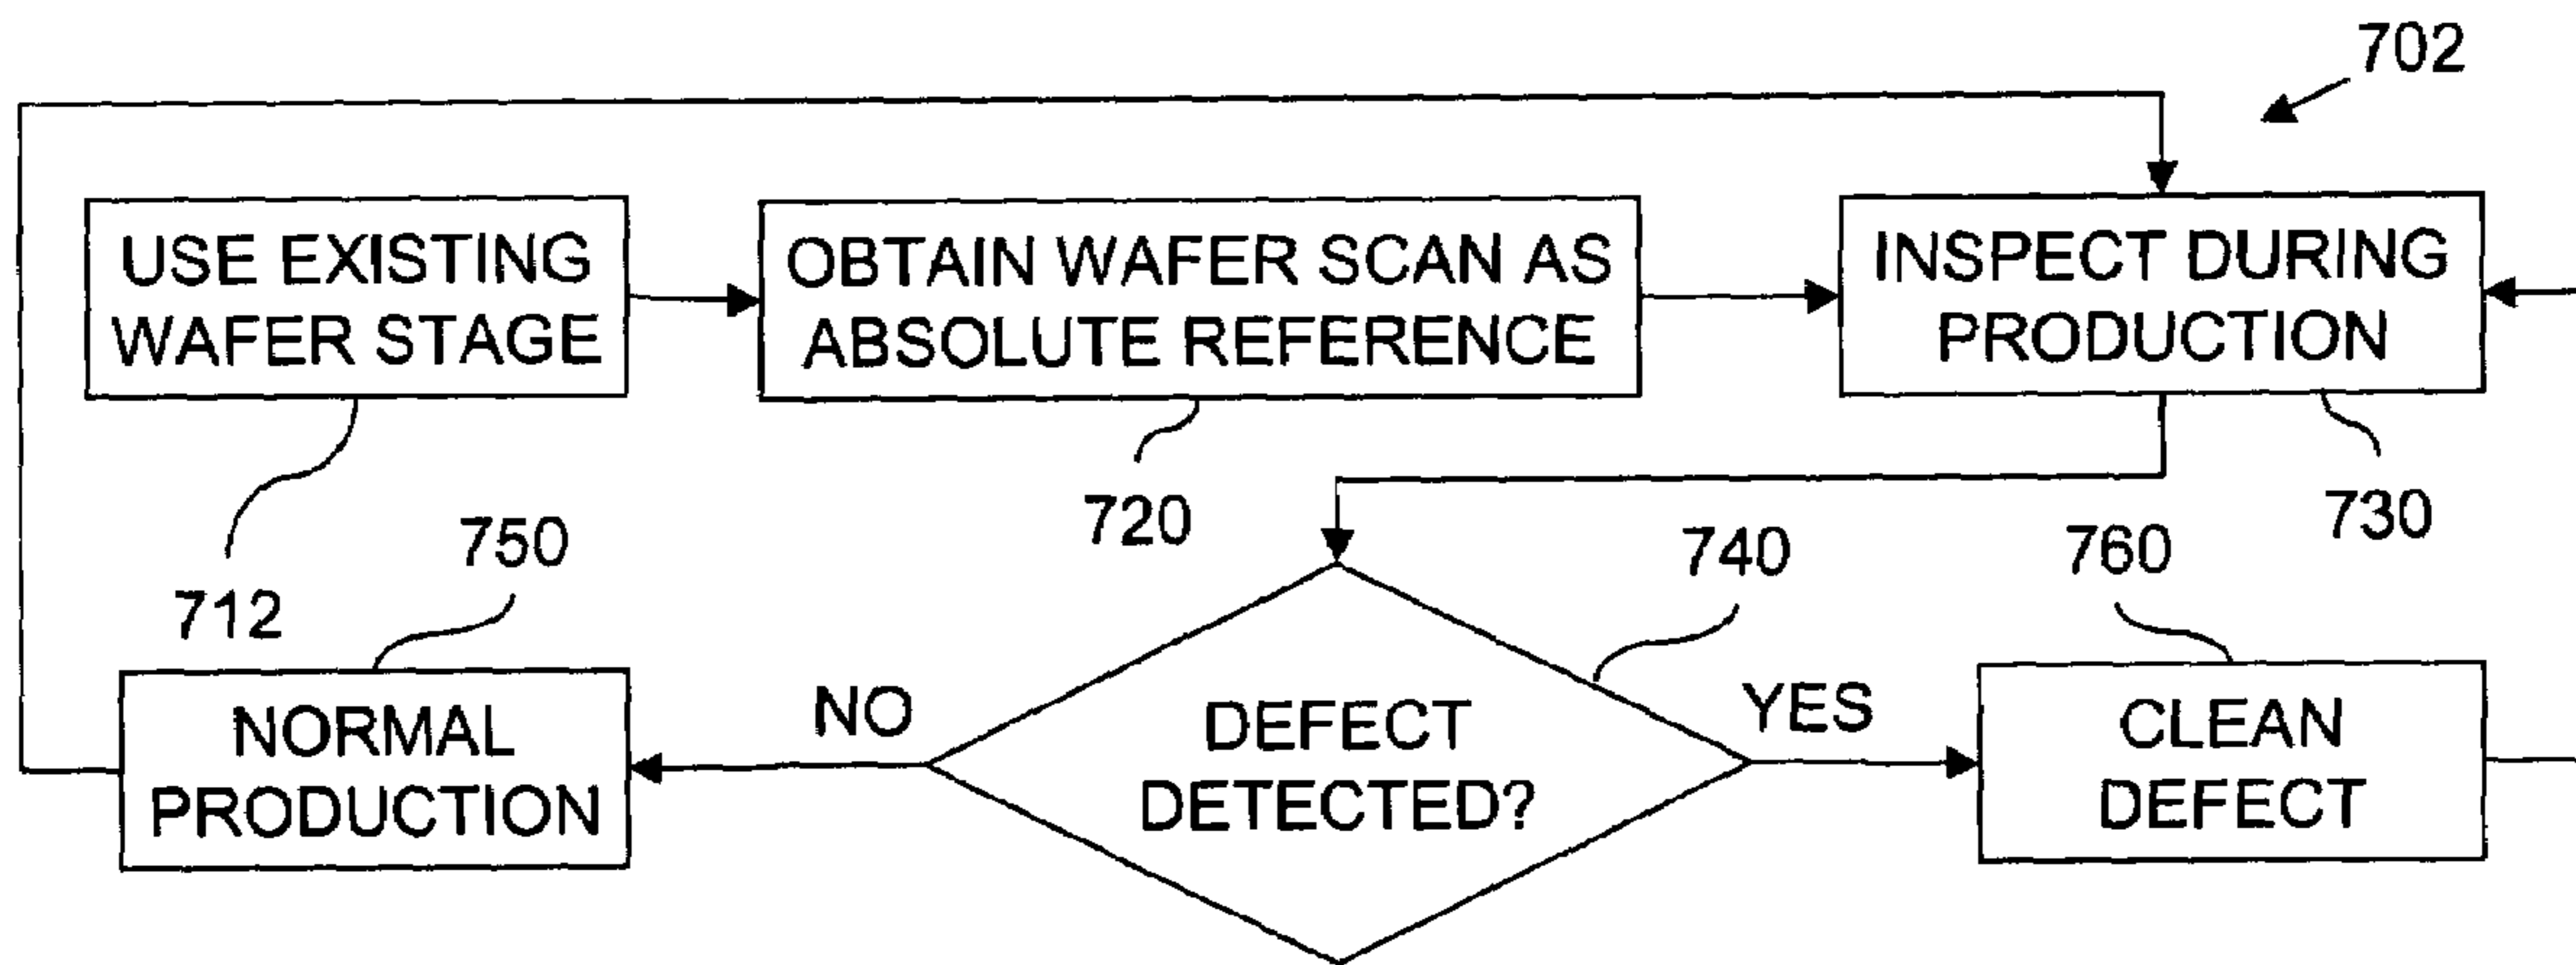 702
USE EXISTING
WAFER STAGE
OBTAIN WAFER SCAN AS
ABSOLUTE REFERENCE
INSPECT DURING
PRODUCTION
712
720
730
750
740
760
NORMAL
PRODUCTION
NO
DEFECT
DETECTED?
YES
CLEAN
DEFECT